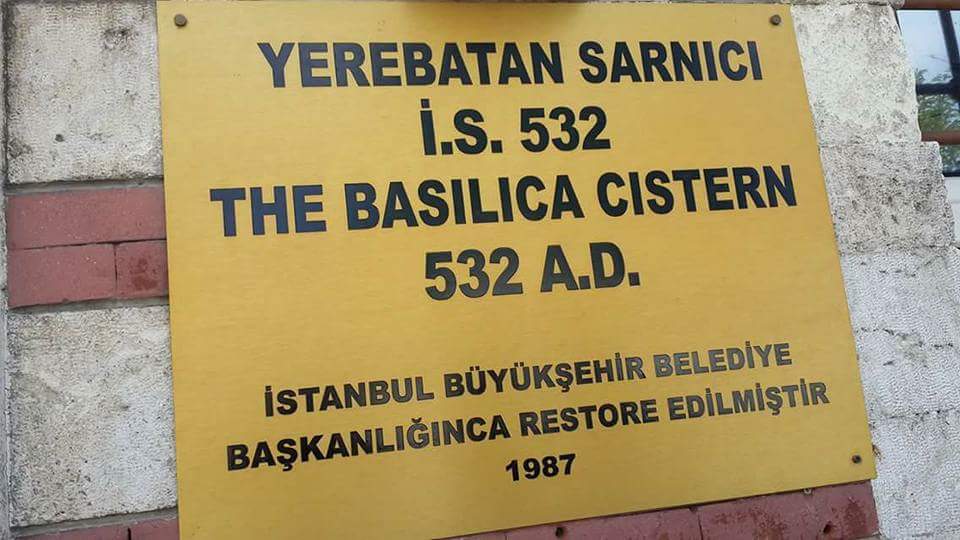 YEREBATAN SARNICI
İ.S. 532
THE BASILICA CISTERN
532 A.D.
İSTANBUL BÜYÜKŞEHİR BELEDİYE
BAŞKANLIĞINCA RESTORE EDİLMİŞTİR
1987